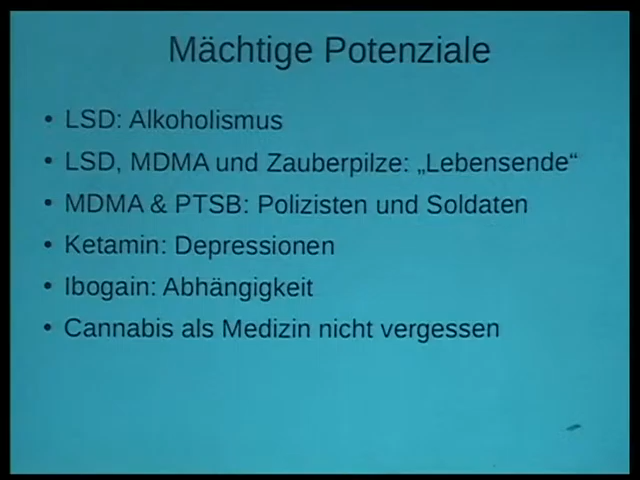 Mächtige Potenziale
• LSD: Alkoholismus
• LSD, MDMA und Zauberpilze: „Lebensende“
• MDMA & PTSB: Polizisten und Soldaten
• Ketamin: Depressionen
• Ibogain: Abhängigkeit
• Cannabis als Medizin nicht vergessen